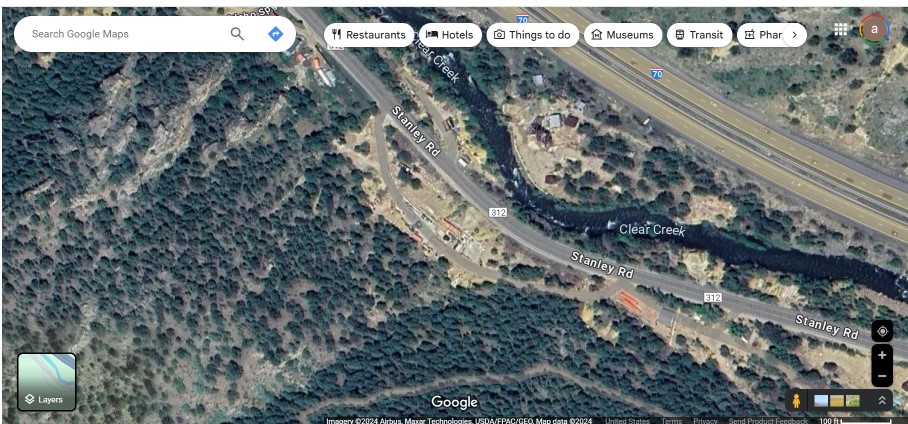 Search Google Maps
Restaurants
Hotels
Things to do
Museums
Transit
Phar
a
70
70
312
Clear Creek
Stanley Rd
312
Clear Creek
Stanley Rd
312
Stanley Rd
Layers
Google
Imagery ©2024 Airbus, Maxar Technologies, USDA/FPAC/GEO, Map data ©2024 United States Terms Privacy Send Product Feedback 100 ft